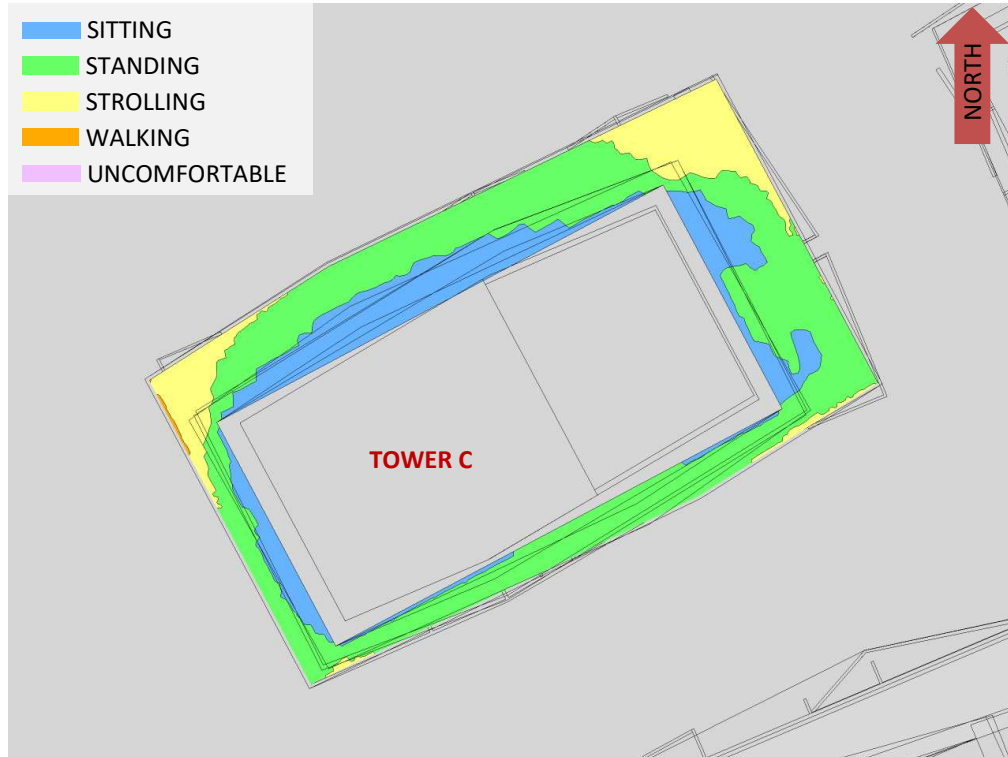 SITTING
STANDING
STROLLING
WALKING
UNCOMFORTABLE
NORTH
TOWER C